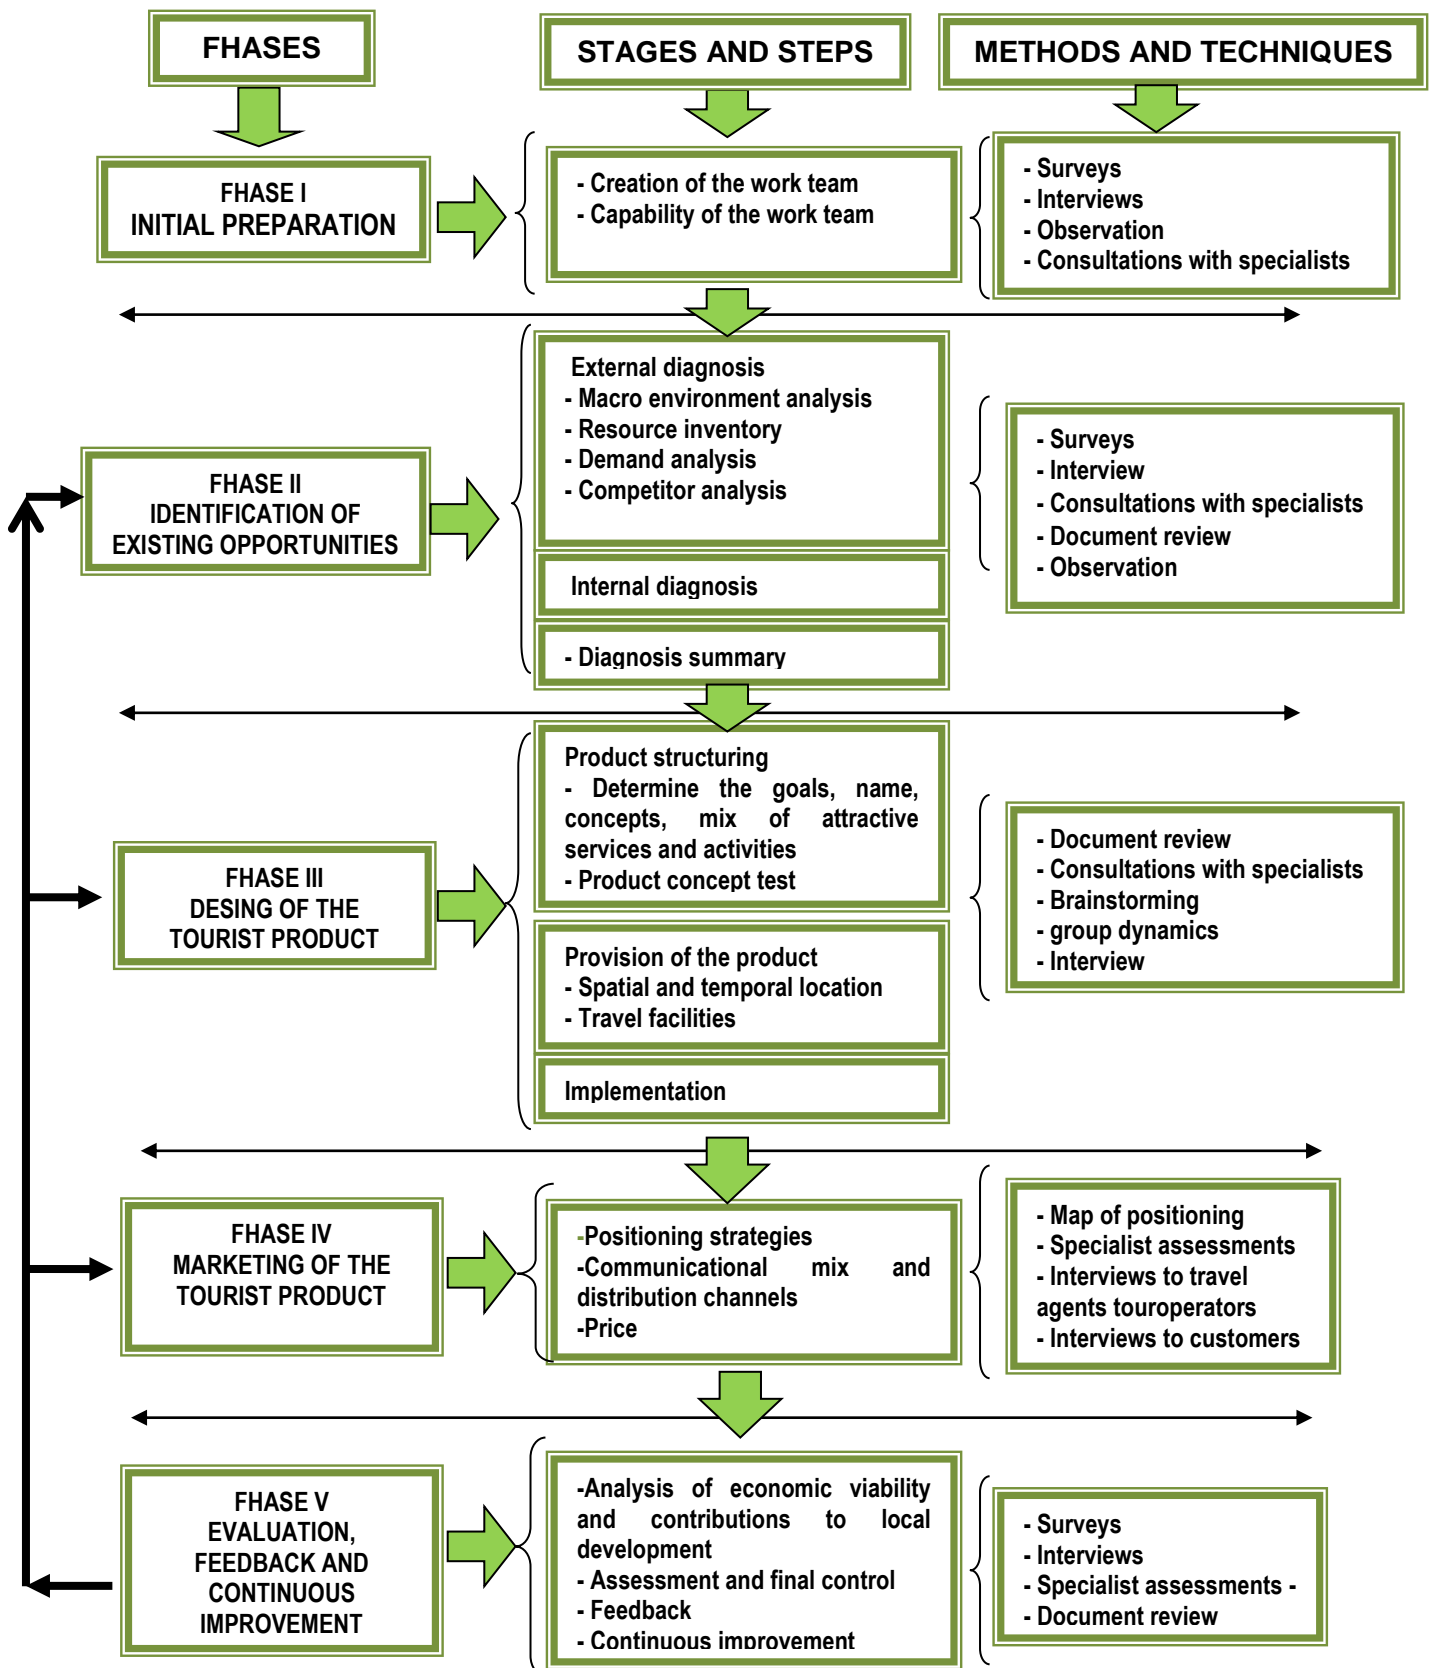 FHASES
STAGES AND STEPS
METHODS AND TECHNIQUES
FHASE I
INITIAL PREPARATION
- Creation of the work team
- Capability of the work team
- Surveys
- Interviews
- Observation
- Consultations with specialists
FHASE II
IDENTIFICATION OF
EXISTING OPPORTUNITIES
External diagnosis
- Macro environment analysis
- Resource inventory
- Demand analysis
- Competitor analysis
Internal diagnosis
- Diagnosis summary
- Surveys
- Interview
- Consultations with specialists
- Document review
- Observation
FHASE III
DESING OF THE
TOURIST PRODUCT
Product structuring
- Determine the goals, name,
concepts, mix of attractive
services and activities
- Product concept test
Provision of the product
- Spatial and temporal location
- Travel facilities
Implementation
- Document review
- Consultations with specialists
- Brainstorming
- group dynamics
- Interview
FHASE IV
MARKETING OF THE
TOURIST PRODUCT
-Positioning strategies
-Communicational mix and
distribution channels
-Price
- Map of positioning
- Specialist assessments
- Interviews to travel
agents touroperators
- Interviews to customers
FHASE V
EVALUATION,
FEEDBACK AND
CONTINUOUS
IMPROVEMENT
-Analysis of economic viability
and contributions to local
development
- Assessment and final control
- Feedback
- Continuous improvement
- Surveys
- Interviews
- Specialist assessments -
- Document review